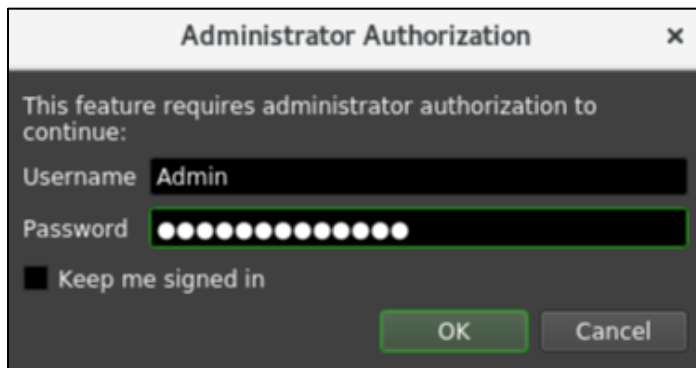 Administrator Authorization ×
This feature requires administrator authorization to
continue:
Username Admin
Password ●●●●●●●●●●●●●
Keep me signed in
OK Cancel